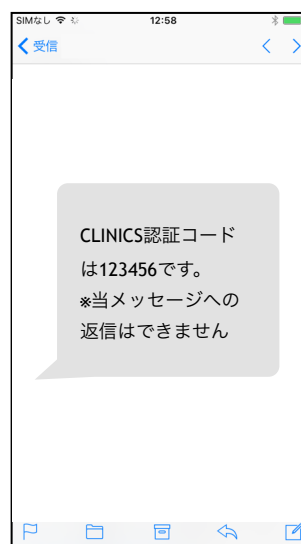 SIMなし 12:58
受信
CLINICS認証コード
は123456です。
※当メッセージへの
返信はできません